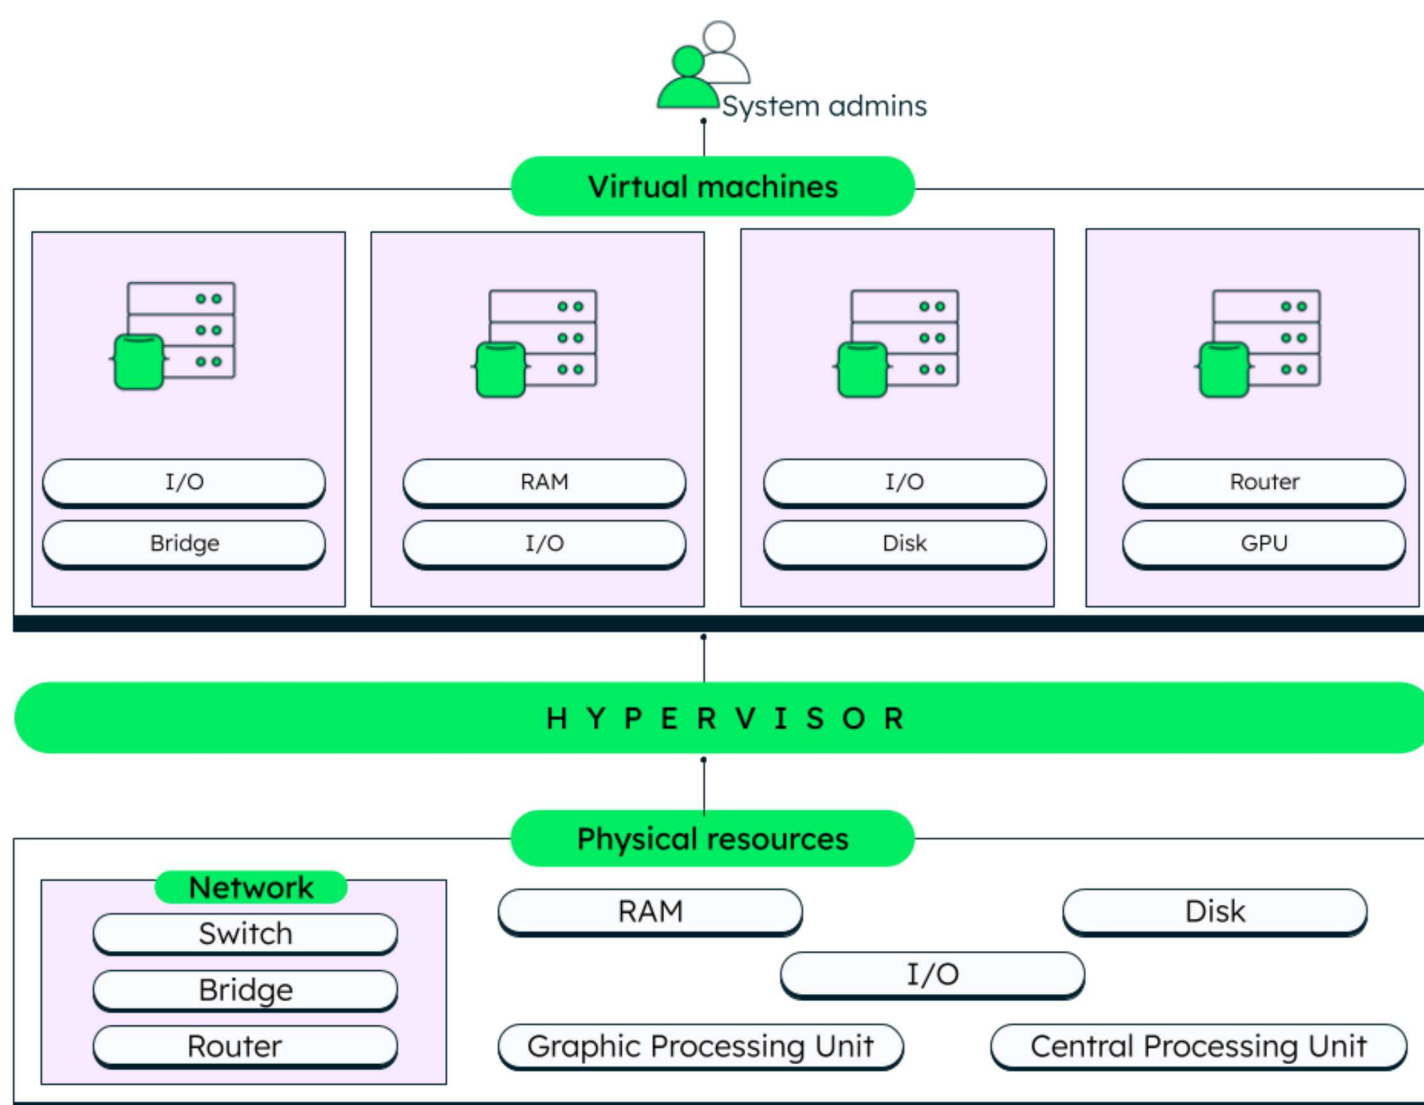 System admins
Virtual machines
I/O
Bridge
RAM
I/O
I/O
Disk
Router
GPU
HYPERVISOR
Physical resources
Network
Switch
Bridge
Router
RAM
Disk
I/O
Graphic Processing Unit
Central Processing Unit